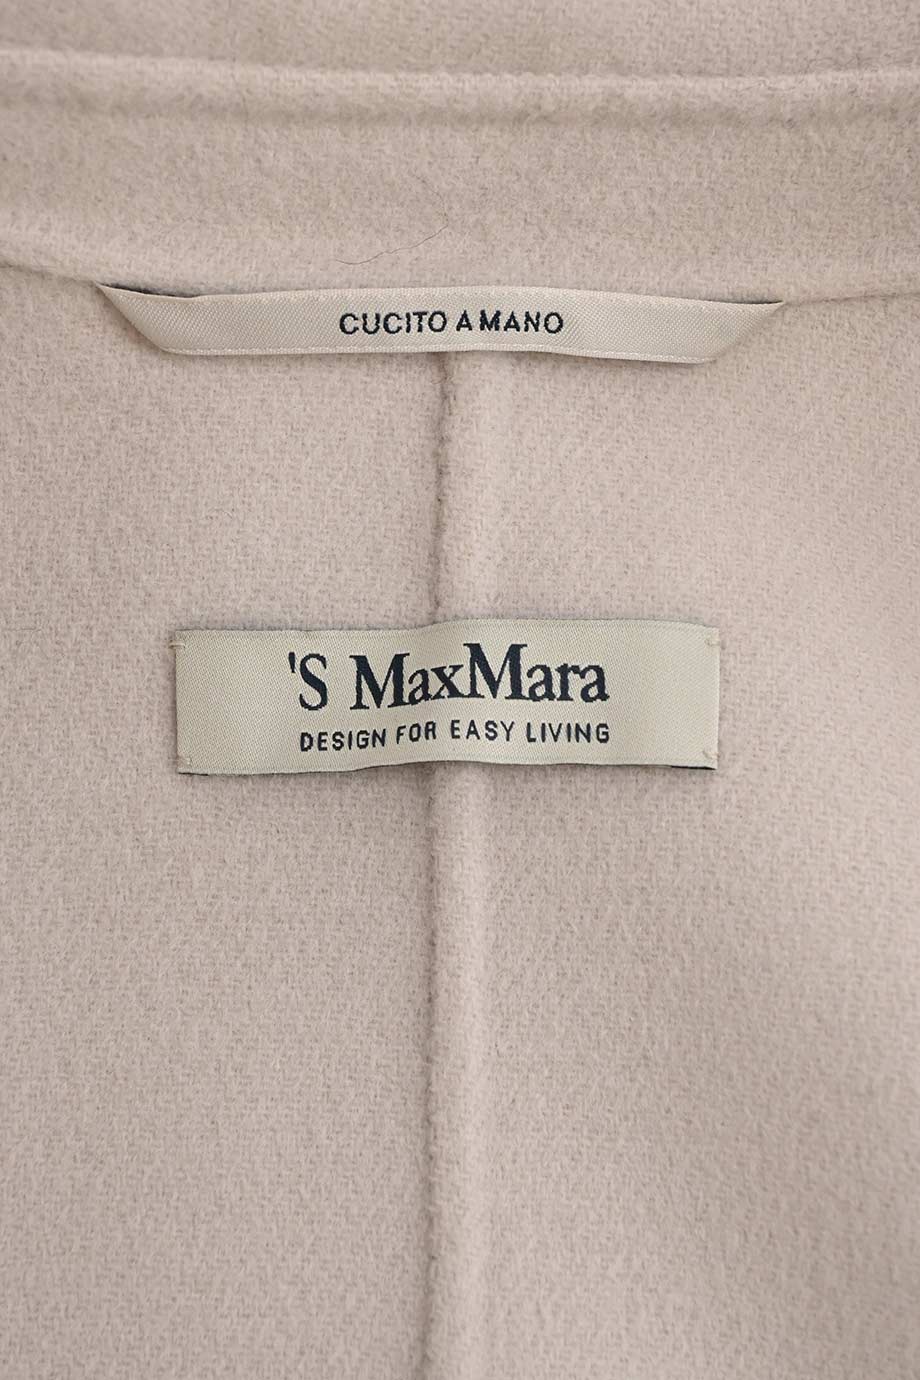 CUCITO A MANO
'S MaxMara
DESIGN FOR EASY LIVING